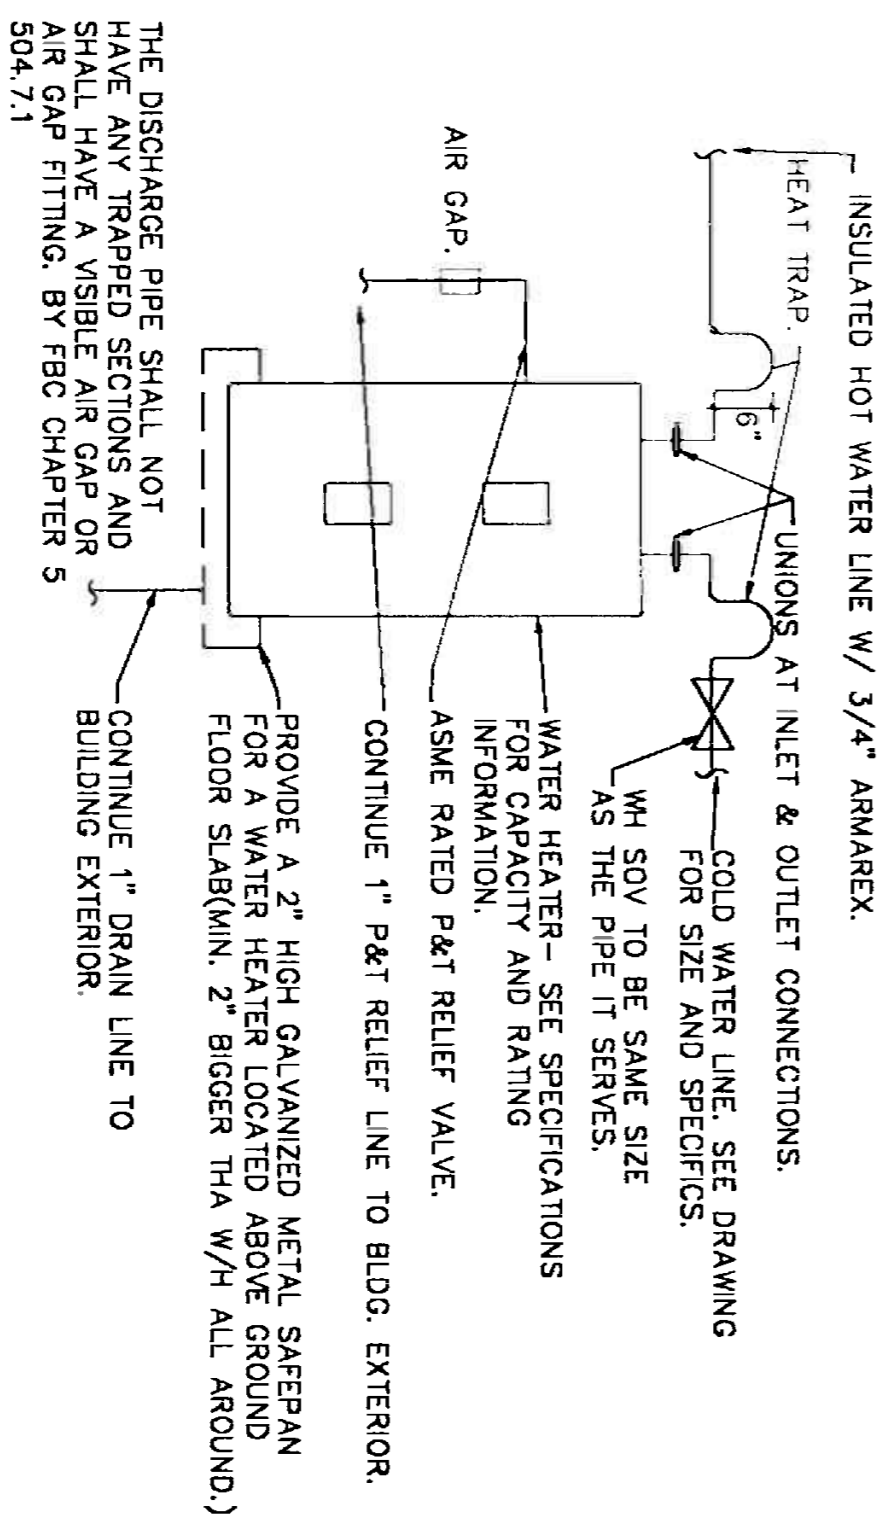 INSULATED HOT WATER LINE W/ 3/4" ARMAREX.
HEAT TRAP.
6"
UNIONS AT INLET & OUTLET CONNECTIONS.
COLD WATER LINE. SEE DRAWING
FOR SIZE AND SPECIFICS.
WH SOV TO BE SAME SIZE
AS THE PIPE IT SERVES.
WATER HEATER- SEE SPECIFICATIONS
FOR CAPACITY AND RATING
INFORMATION.
AIR GAP.
ASME RATED P&T RELIEF VALVE.
CONTINUE 1" P&T RELIEF LINE TO BLDG. EXTERIOR.
PROVIDE A 2" HIGH GALVANIZED METAL SAFEPAN
FOR A WATER HEATER LOCATED ABOVE GROUND
FLOOR SLAB(MIN. 2" BIGGER THA W/H ALL AROUND.)
CONTINUE 1" DRAIN LINE TO
BUILDING EXTERIOR.
THE DISCHARGE PIPE SHALL NOT
HAVE ANY TRAPPED SECTIONS AND
SHALL HAVE A VISIBLE AIR GAP OR
AIR GAP FITTING. BY FBC CHAPTER 5
504.7.1